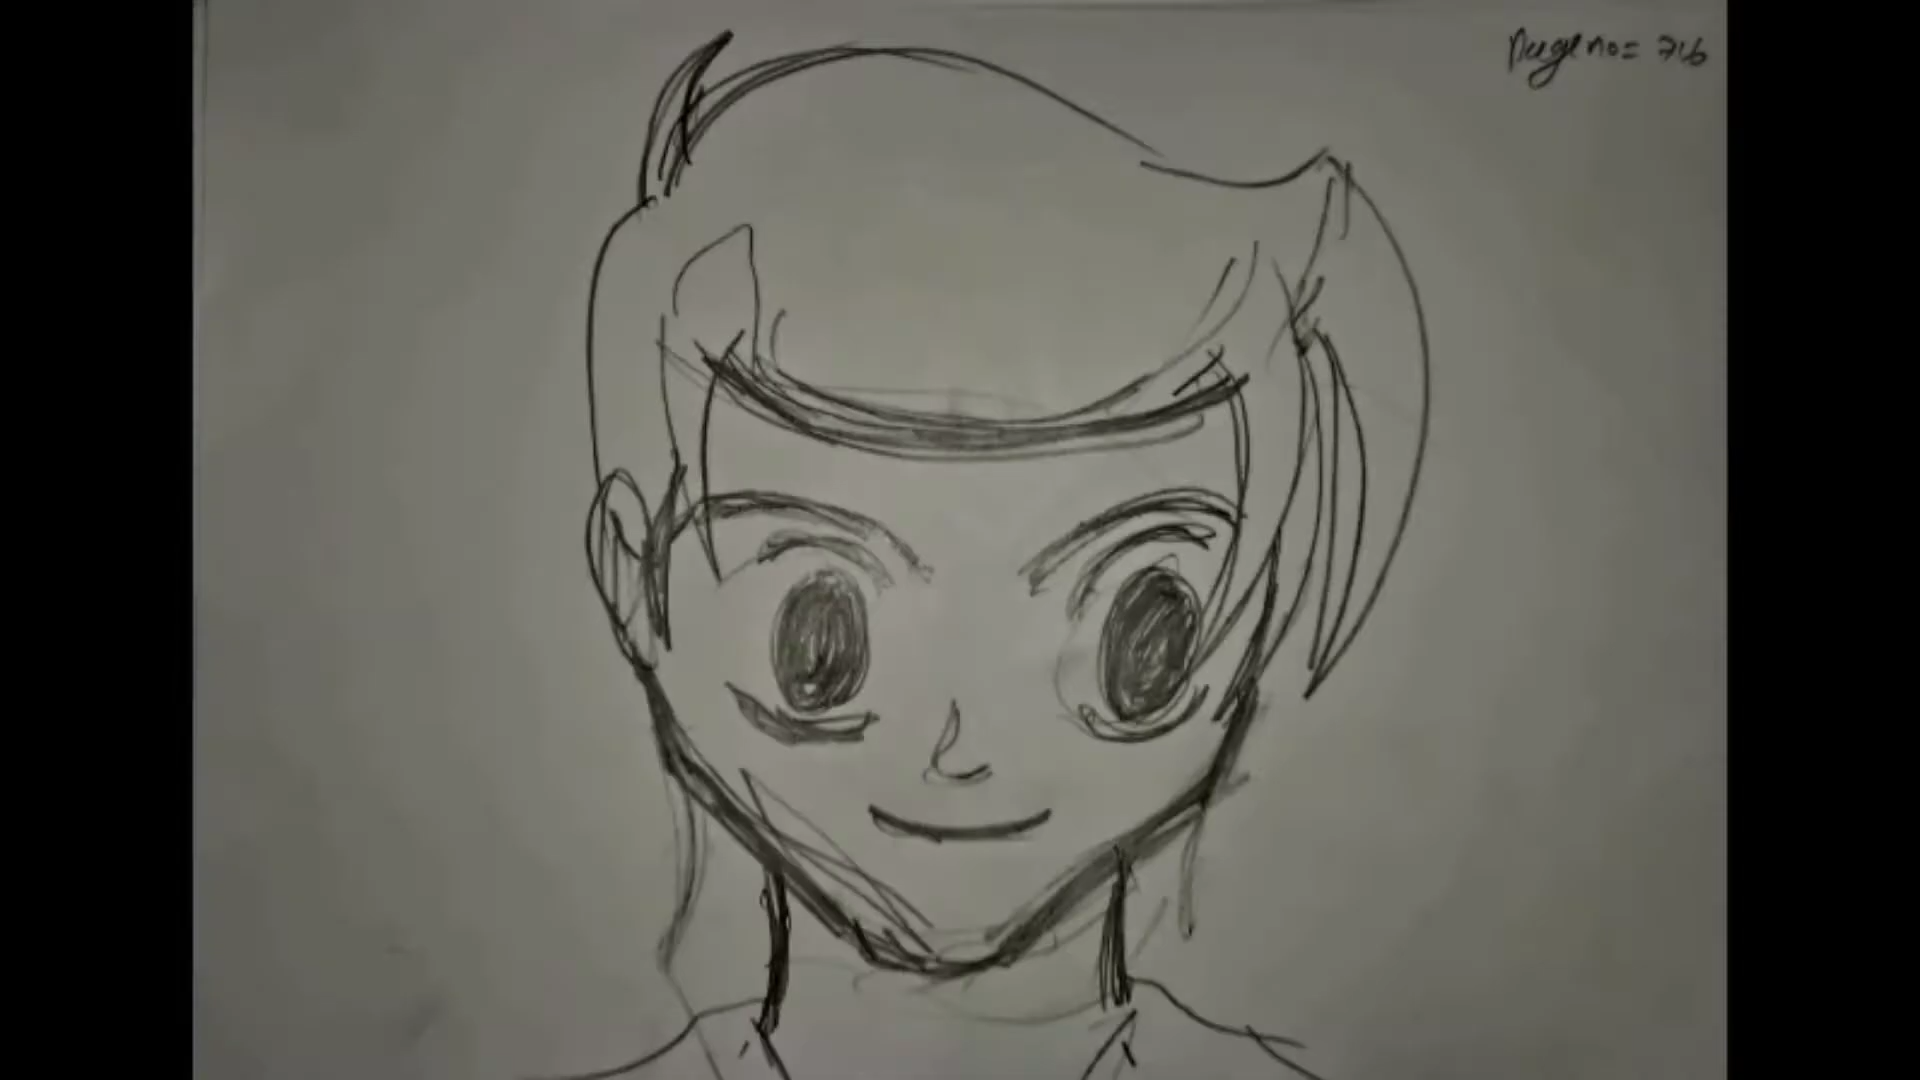 Page no = 716